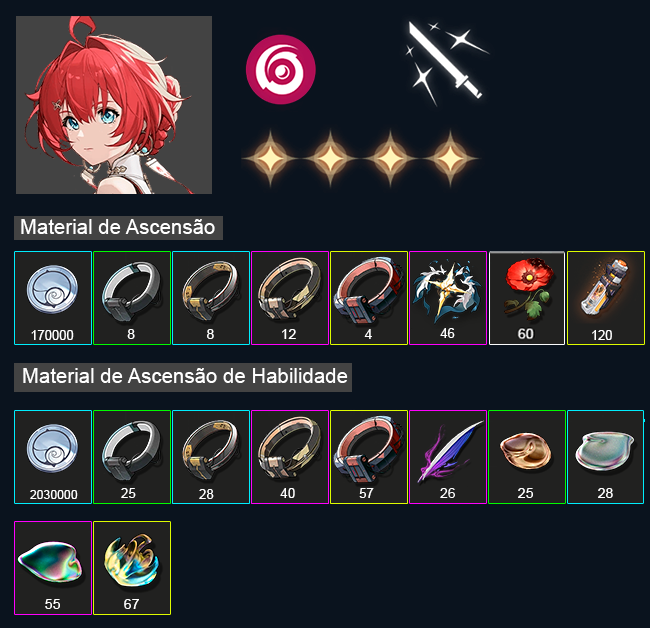 Material de Ascensão
170000 8 8 12 4 46 60 120
Material de Ascensão de Habilidade
2030000 25 28 40 57 26 25 28
55 67